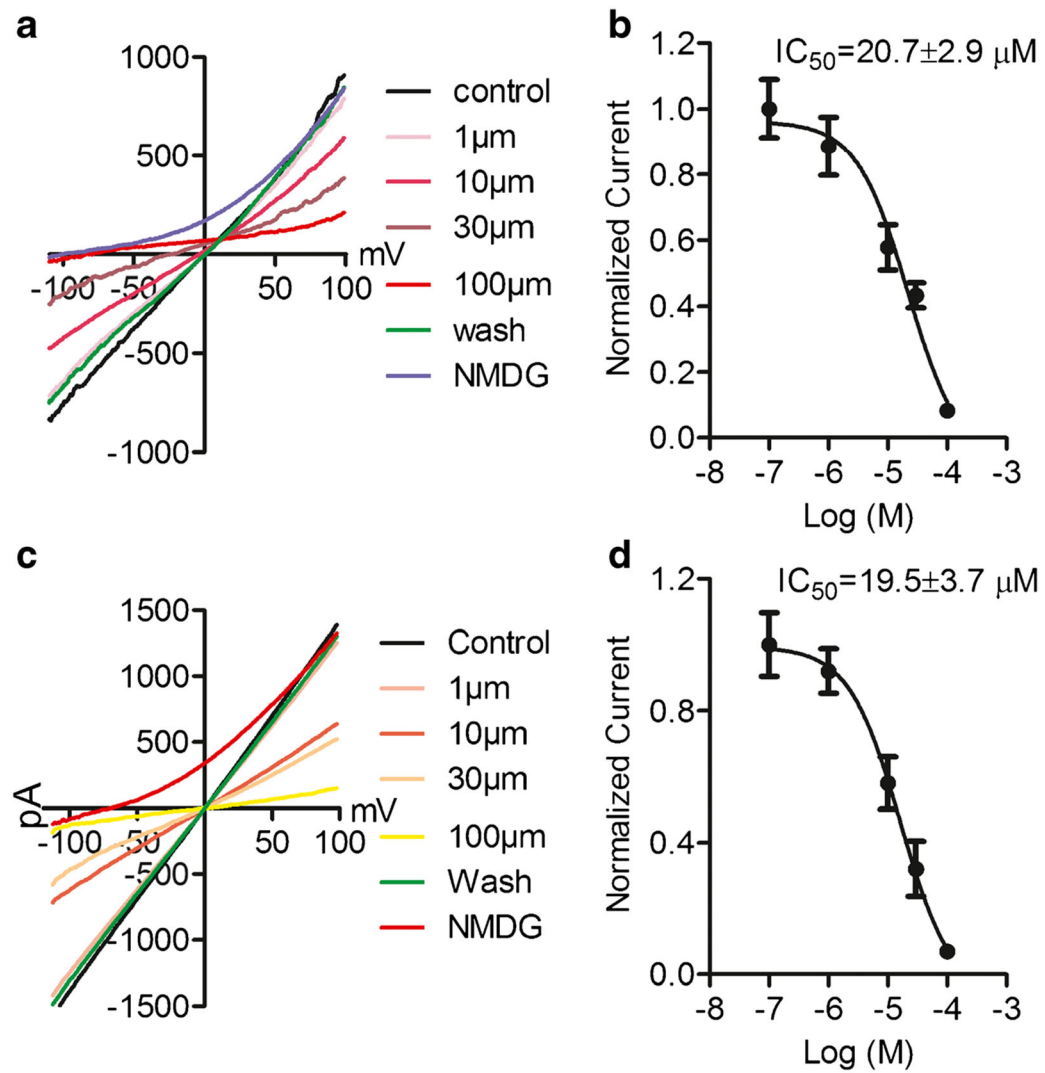 a
1000
500
-500
-1000
-100
-50
50
100
mV
control
1µm
10µm
30µm
100µm
wash
NMDG
b
IC50=20.7±2.9 µM
Normalized Current
1.2
1.0
0.8
0.6
0.4
0.2
0.0
-8 -7 -6 -5 -4 -3
Log (M)
c
1500
1000
500
-500
-1000
-1500
pA
-100
-50
50
100
mV
Control
1µm
10µm
30µm
100µm
Wash
NMDG
d
IC50=19.5±3.7 µM
Normalized Current
1.2
0.8
0.4
0.0
-8 -7 -6 -5 -4 -3
Log (M)